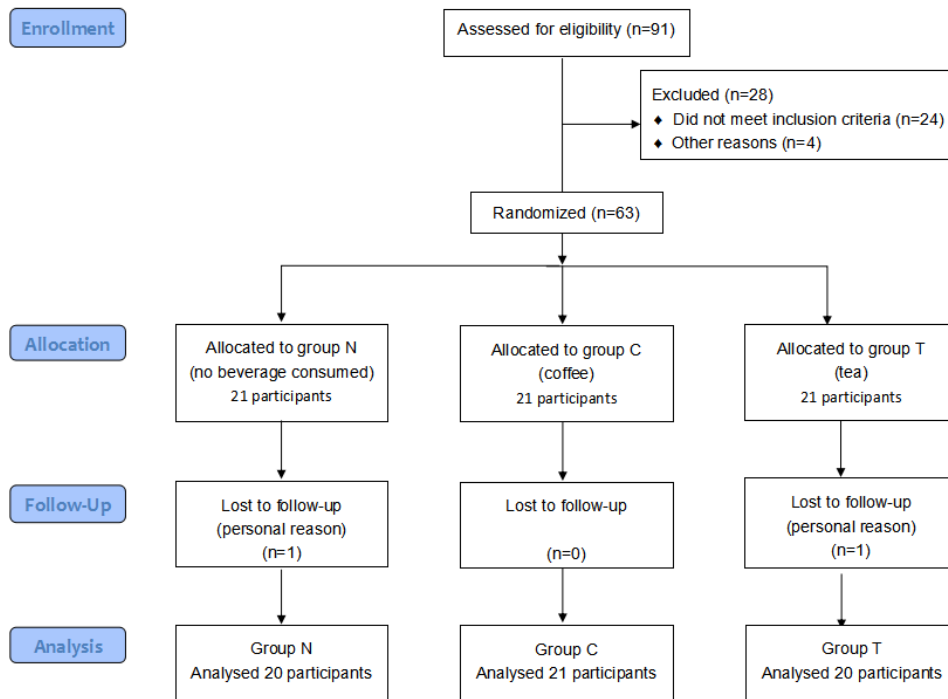 Enrollment
Assessed for eligibility (n=91)
Excluded (n=28)
♦ Did not meet inclusion criteria (n=24)
♦ Other reasons (n=4)
Randomized (n=63)
Allocation
Allocated to group N
(no beverage consumed)
21 participants
Allocated to group C
(coffee)
21 participants
Allocated to group T
(tea)
21 participants
Follow-Up
Lost to follow-up
(personal reason)
(n=1)
Lost to follow-up
(n=0)
Lost to follow-up
(personal reason)
(n=1)
Analysis
Group N
Analysed 20 participants
Group C
Analysed 21 participants
Group T
Analysed 20 participants